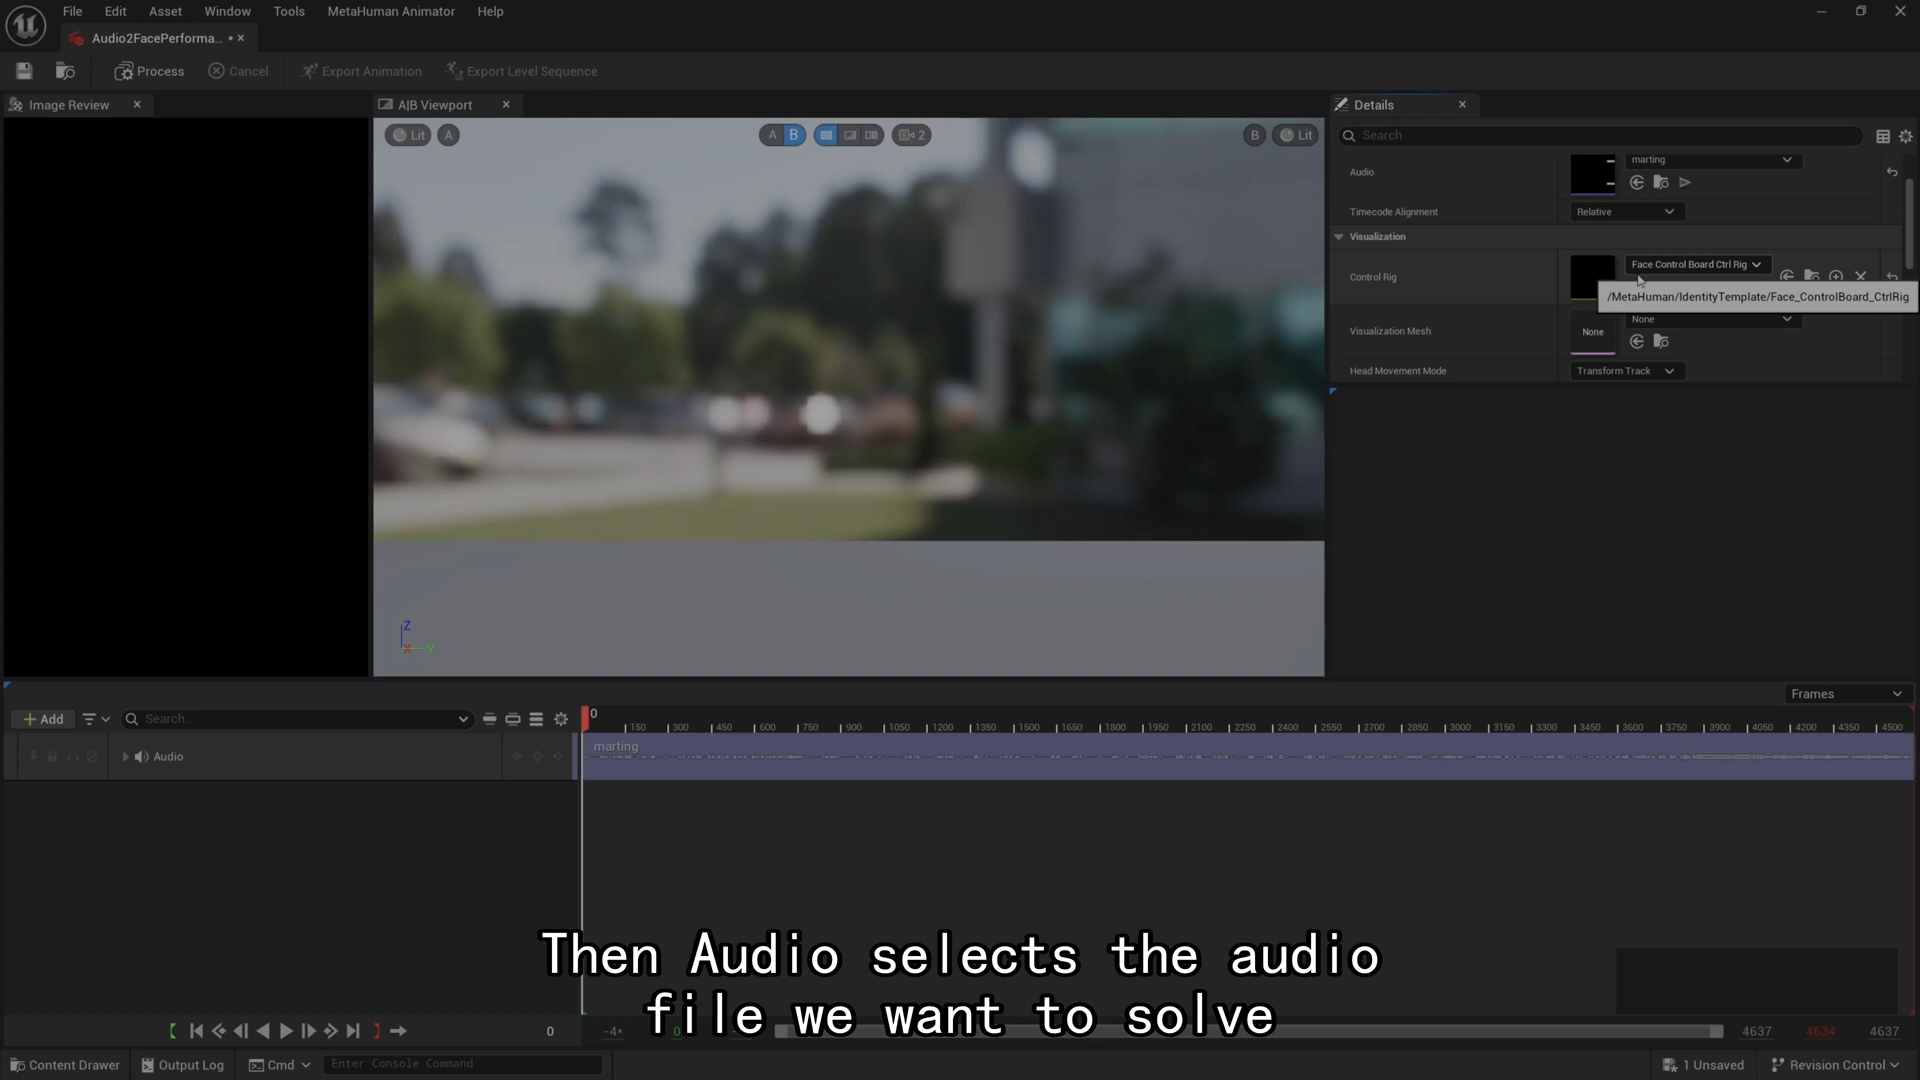 File Edit Asset Window Tools MetaHuman Animator Help
Audio2FacePerforma... •
Process Cancel Export Animation Export Level Sequence
Image Review
A|B Viewport
Details
Lit A
A B
2
B Lit
Search
Audio
marting
Timecode Alignment
Relative
Visualization
Control Rig
Face Control Board Ctrl Rig
/MetaHuman/IdentityTemplate/Face_ControlBoard_CtrlRig
Visualization Mesh
None
None
Head Movement Mode
Transform Track
Z
X Y
Frames
+ Add
Search...
0
150 300 450 600 750 900 1050 1200 1350 1500 1650 1800 1950 2100 2250 2400 2550 2700 2850 3000 3150 3300 3450 3600 3750 3900 4050 4200 4350 4500
Audio
marting
Then Audio selects the audio
file we want to solve
0
-4*
0
4637 4634 4637
Content Drawer Output Log Cmd Enter Console Command
1 Unsaved Revision Control